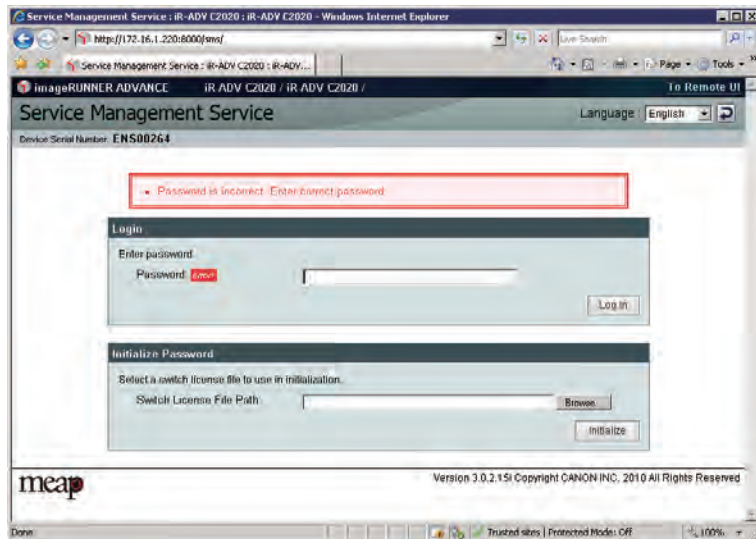 Service Management Service : iR-ADV C2020 : iR-ADV C2020 - Windows Internet Explorer
http://172.16.1.220:8000/sms/
Live Search
Service Management Service : iR-ADV C2020 : iR-ADV...
Page Tools
imageRUNNER ADVANCE iR-ADV C2020 / iR-ADV C2020 / To Remote UI
Service Management Service Language : English
Device Serial Number: ENS00264
Password is incorrect. Enter correct password.
Login
Enter password.
Password Error
Log In
Initialize Password
Select a switch license file to use in initialization.
Switch License File Path
Browse...
Initialize
meap Version 3.0.2.15i Copyright CANON INC. 2010 All Rights Reserved
Done Trusted sites | Protected Mode: Off 100%